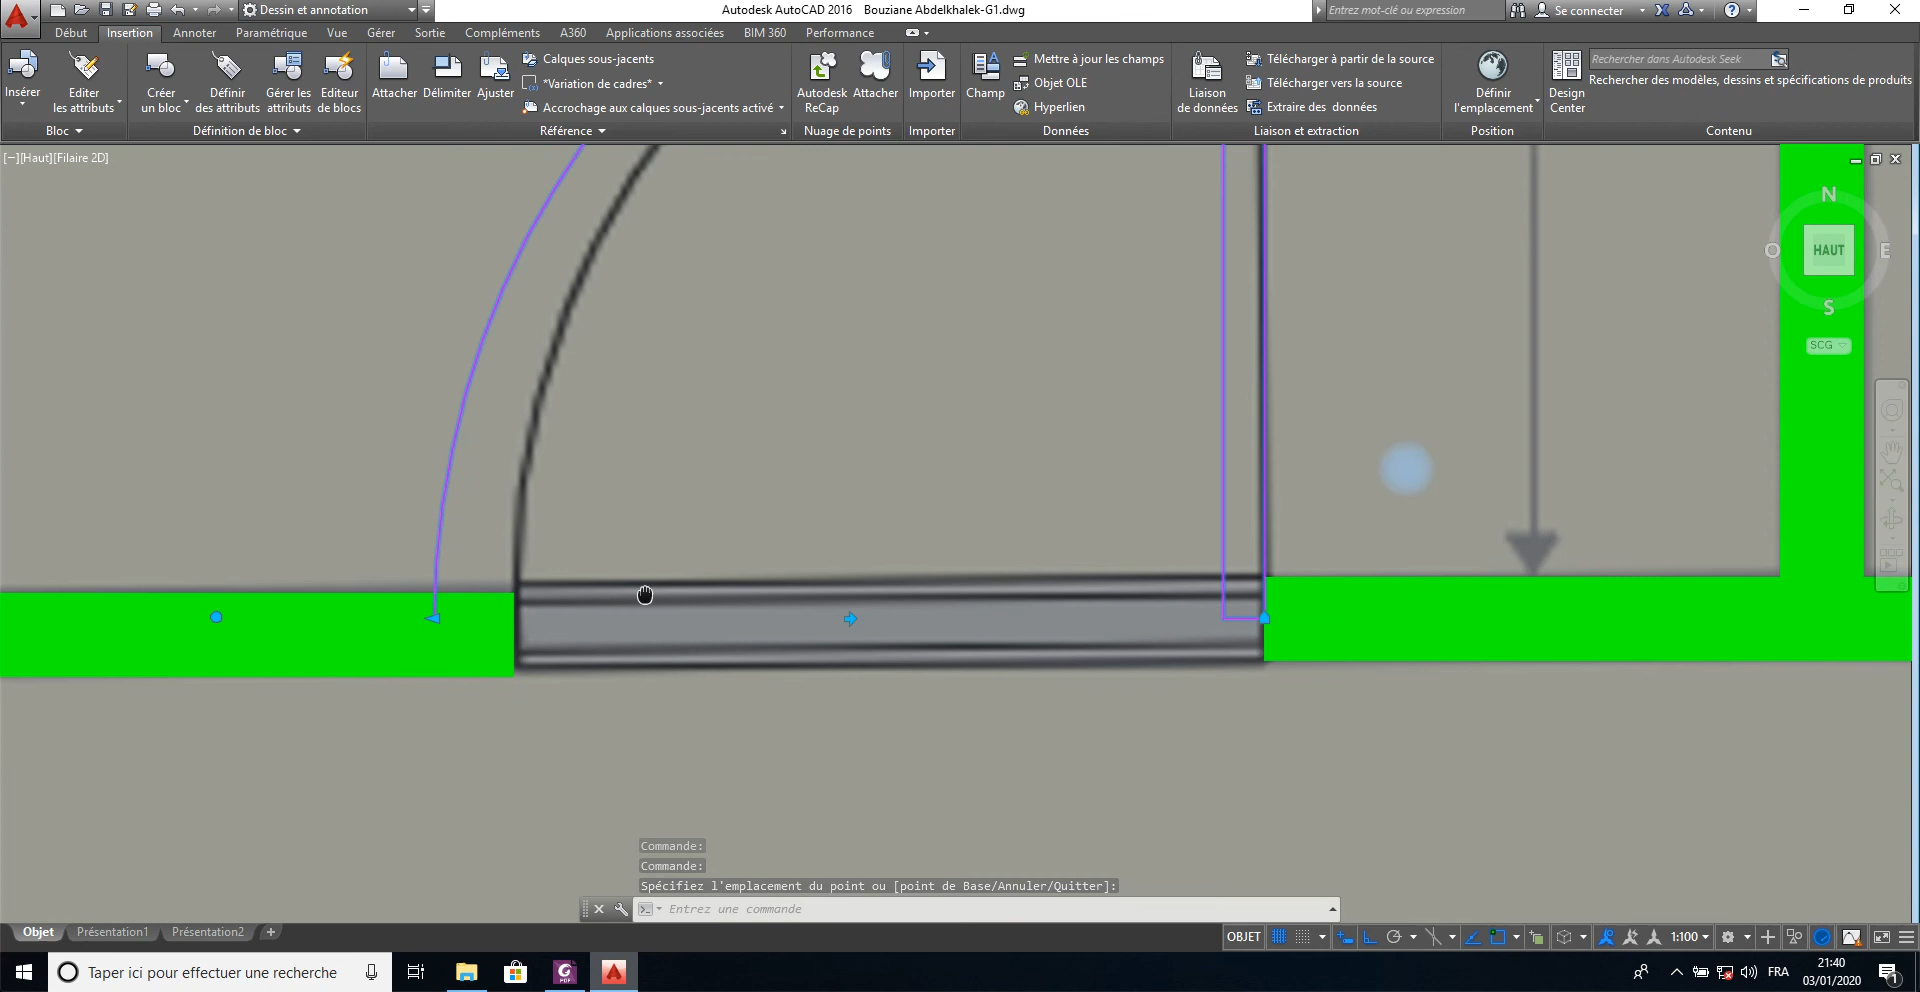 Dessin et annotation
Autodesk AutoCAD 2016 Bouziane Abdelkhalek-G1.dwg
Entrez mot-clé ou expression
Se connecter
Début Insertion Annoter Paramétrique Vue Gérer Sortie Compléments A360 Applications associées BIM 360 Performance
Insérer
Editer
les attributs
Bloc
Créer
un bloc
Définir
des attributs
Gérer les
attributs
Editeur
de blocs
Définition de bloc
Attacher
Délimiter
Ajuster
Calques sous-jacents
*Variation de cadres*
Accrochage aux calques sous-jacents activé
Référence
Autodesk
ReCap
Attacher
Nuage de points
Importer
Importer
Champ
Mettre à jour les champs
Objet OLE
Hyperlien
Données
Liaison
de données
Télécharger à partir de la source
Télécharger vers la source
Extraire des données
Liaison et extraction
Définir
l'emplacement
Position
Design
Center
Rechercher dans Autodesk Seek
Rechercher des modèles, dessins et spécifications de produits
Contenu
[−][Haut][Filaire 2D]
N
O
HAUT
E
S
SCG
Commande:
Commande:
Spécifiez l'emplacement du point ou [point de Base/Annuler/Quitter]:
Entrez une commande
Objet Présentation1 Présentation2 +
OBJET
1:100
Taper ici pour effectuer une recherche
FRA
21:40
03/01/2020
1